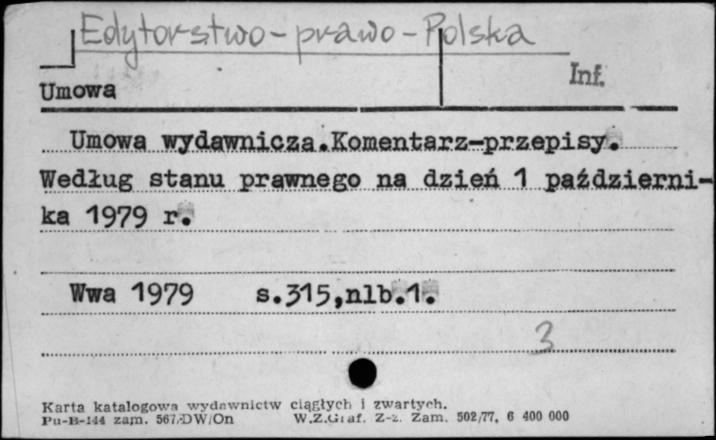 Edytorstwo - prawo - Polska
Inf.
Umowa
Umowa wydawnicza.Komentarz-przepisy.
Według stanu prawnego na dzień 1 październi-
ka 1979 r.
Wwa 1979 s.315,nlb.1.
3
Karta katalogowa wydawnictw ciągłych i zwartych.
Pu-B-144 zam. 567/DW/On W.Z.Graf. Z-z. Zam. 502/77, 6 400 000